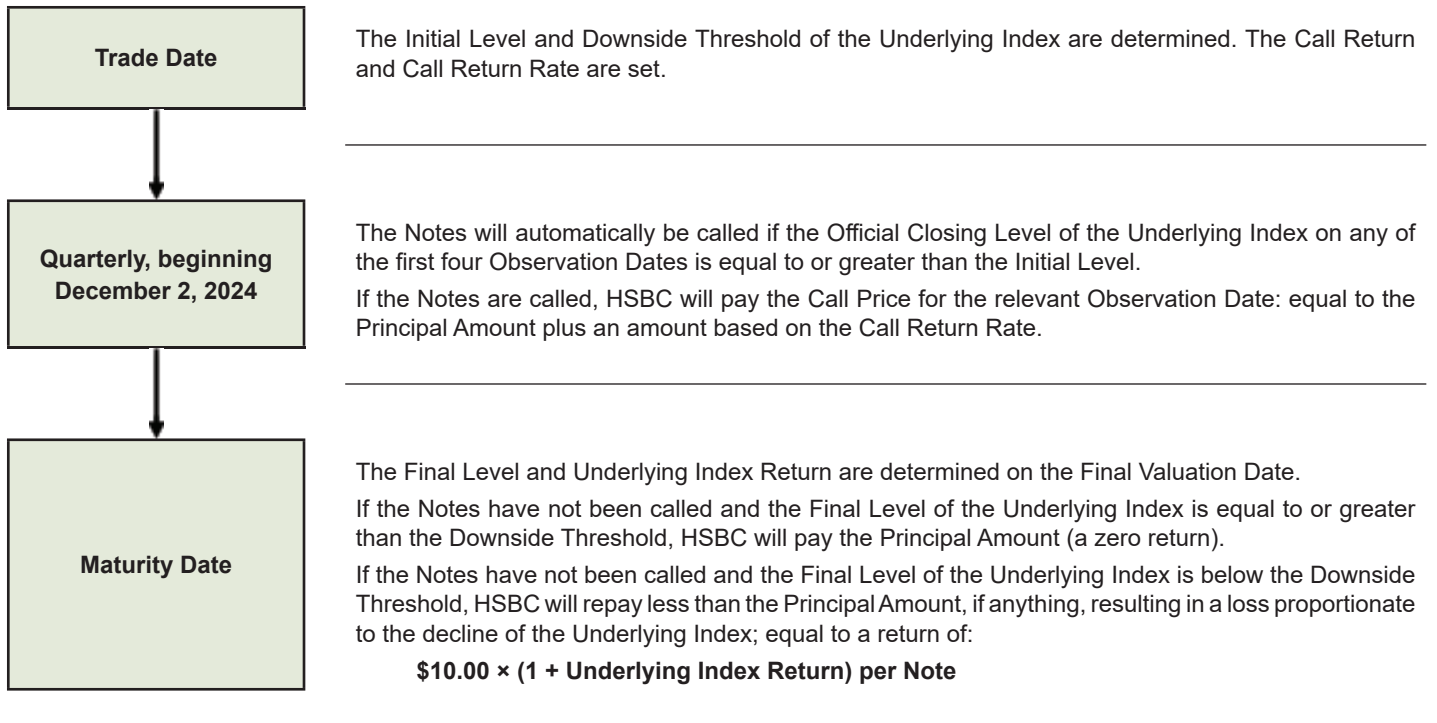 Trade Date
The Initial Level and Downside Threshold of the Underlying Index are determined. The Call Return
and Call Return Rate are set.
Quarterly, beginning
December 2, 2024
The Notes will automatically be called if the Official Closing Level of the Underlying Index on any of
the first four Observation Dates is equal to or greater than the Initial Level.
If the Notes are called, HSBC will pay the Call Price for the relevant Observation Date: equal to the
Principal Amount plus an amount based on the Call Return Rate.
Maturity Date
The Final Level and Underlying Index Return are determined on the Final Valuation Date.
If the Notes have not been called and the Final Level of the Underlying Index is equal to or greater
than the Downside Threshold, HSBC will pay the Principal Amount (a zero return).
If the Notes have not been called and the Final Level of the Underlying Index is below the Downside
Threshold, HSBC will repay less than the Principal Amount, if anything, resulting in a loss proportionate
to the decline of the Underlying Index; equal to a return of:
$10.00 × (1 + Underlying Index Return) per Note